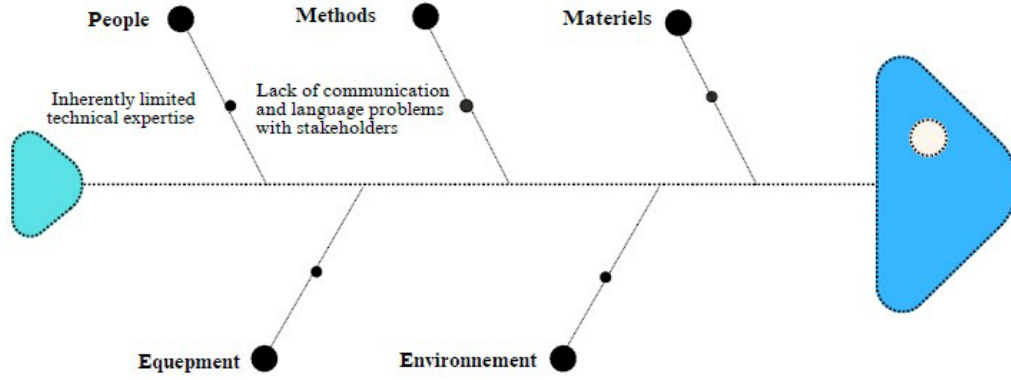 People
Methods
Materiels
Inherently limited
technical expertise
Lack of communication
and language problems
with stakeholders
Equepment
Environnement